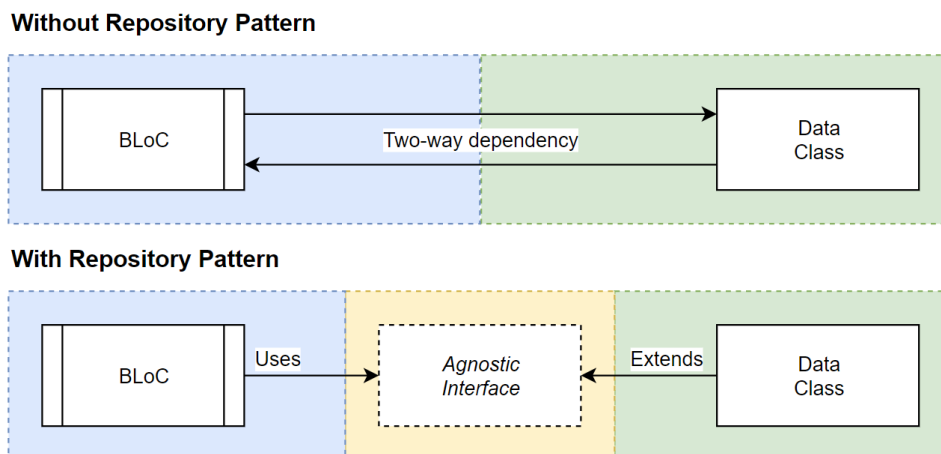 Without Repository Pattern
BLoC
Two-way dependency
Data
Class
With Repository Pattern
BLoC
Uses
Agnostic
Interface
Extends
Data
Class